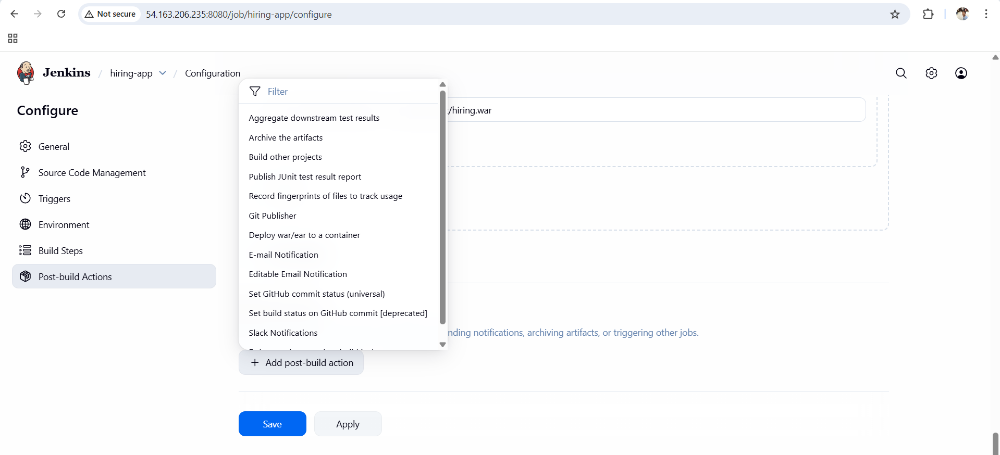 Not secure
54.163.206.235:8080/job/hiring-app/configure
Jenkins / hiring-app / Configuration
Configure
General
Source Code Management
Triggers
Environment
Build Steps
Post-build Actions
Filter
Aggregate downstream test results
Archive the artifacts
Build other projects
Publish JUnit test result report
Record fingerprints of files to track usage
Git Publisher
Deploy war/ear to a container
E-mail Notification
Editable Email Notification
Set GitHub commit status (universal)
Set build status on GitHub commit [deprecated]
Slack Notifications
/hiring.war
notifications, archiving artifacts, or triggering other jobs.
+ Add post-build action
Save
Apply